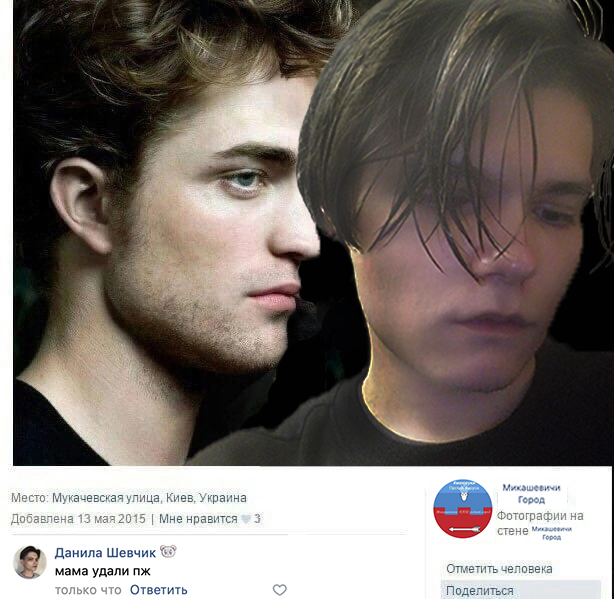 Место: Мукачевская улица, Киев, Украина
Добавлена 13 мая 2015 | Мне нравится 3
Данила Шевчик
мама удали пж
только что Ответить
Микашевичи
Город
Фотографии на
стене Микашевичи
Город
Отметить человека
Поделиться